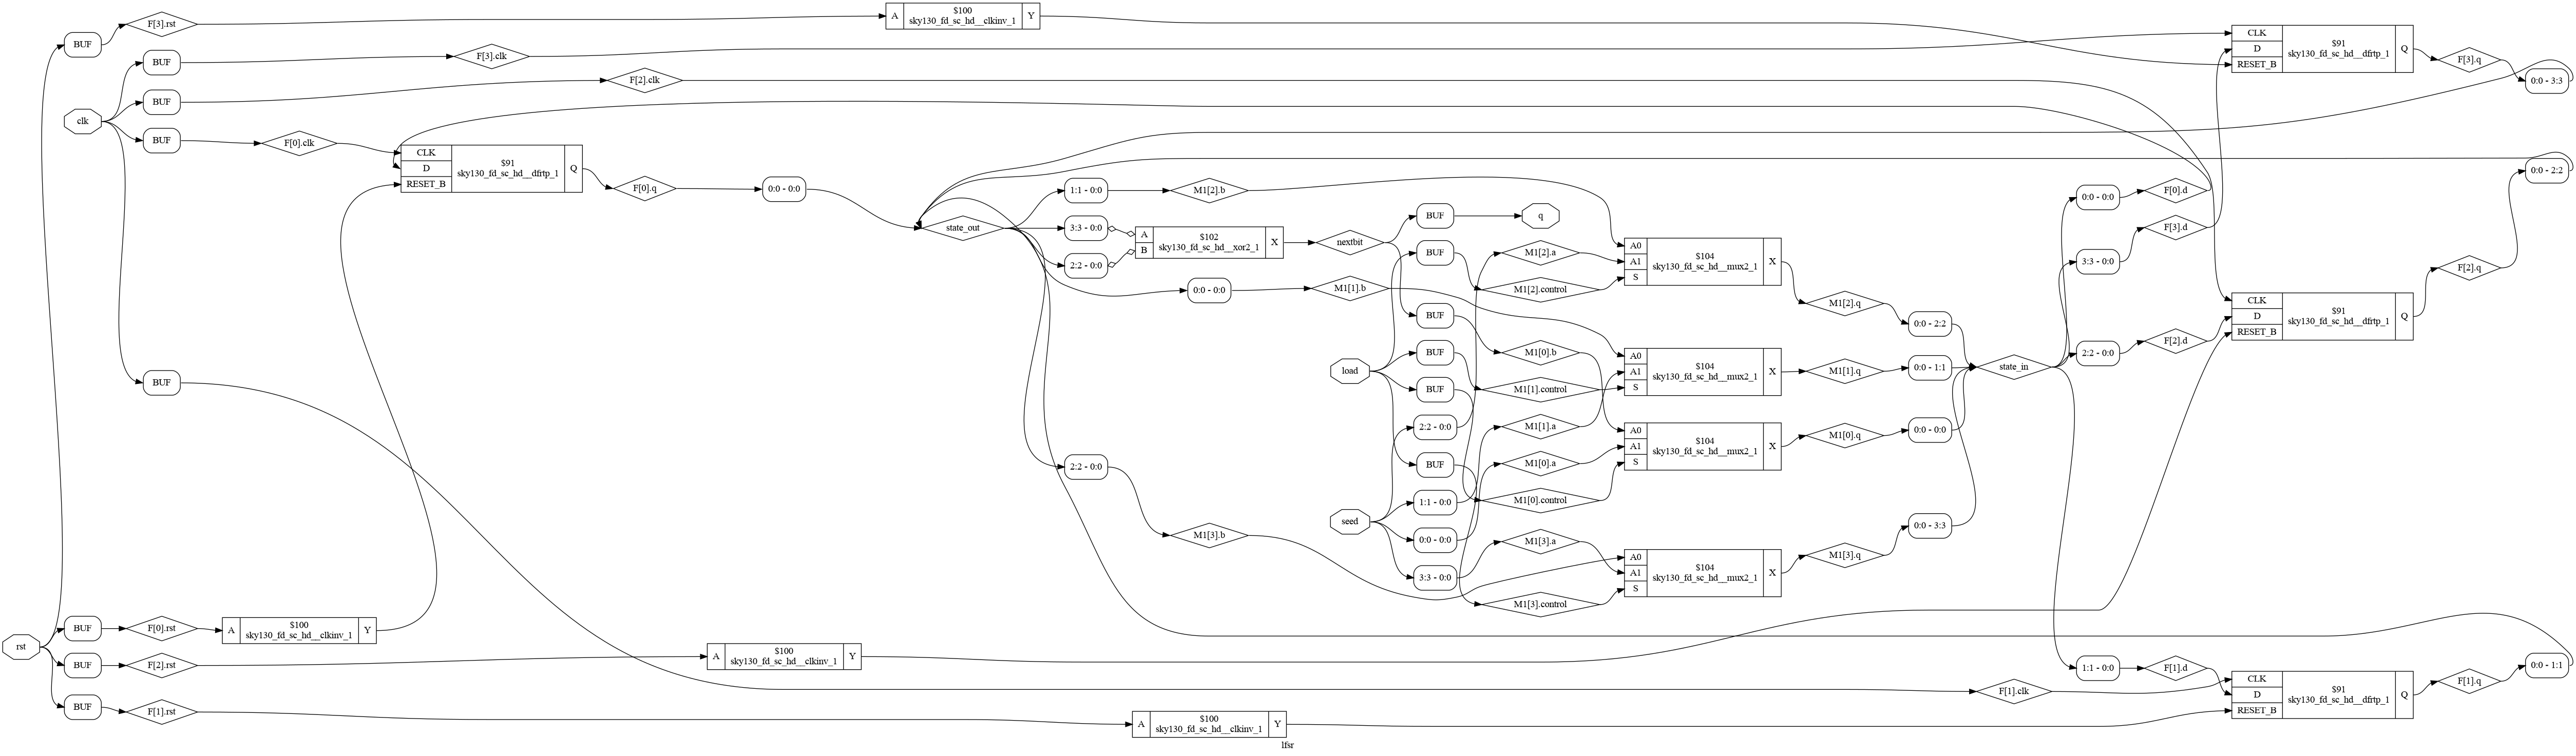 F[3].rst
A
$100
sky130_fd_sc_hd__clkinv_1
Y
BUF
BUF
F[3].clk
F[2].clk
BUF
clk
BUF
F[0].clk
CLK
D
RESET_B
$91
sky130_fd_sc_hd__dfrtp_1
Q
F[3].q
0:0 - 3:3
CLK
D
RESET_B
$91
sky130_fd_sc_hd__dfrtp_1
Q
F[0].q
0:0 - 0:0
state_out
1:1 - 0:0
M1[2].b
3:3 - 0:0
2:2 - 0:0
A
B
$102
sky130_fd_sc_hd__xor2_1
X
nextbit
BUF
q
0:0 - 0:0
M1[1].b
BUF
M1[2].a
M1[2].control
A0
A1
S
$104
sky130_fd_sc_hd__mux2_1
X
M1[2].q
0:0 - 2:2
0:0 - 0:0
F[0].d
3:3 - 0:0
F[3].d
0:0 - 2:2
F[2].q
BUF
M1[0].b
load
BUF
BUF
M1[1].control
A0
A1
S
$104
sky130_fd_sc_hd__mux2_1
X
M1[1].q
0:0 - 1:1
state_in
2:2 - 0:0
F[2].d
CLK
D
RESET_B
$91
sky130_fd_sc_hd__dfrtp_1
Q
BUF
2:2 - 0:0
M1[1].a
A0
A1
S
$104
sky130_fd_sc_hd__mux2_1
X
M1[0].q
0:0 - 0:0
2:2 - 0:0
BUF
M1[0].a
1:1 - 0:0
M1[0].control
seed
0:0 - 0:0
M1[3].b
M1[3].a
3:3 - 0:0
M1[3].control
A0
A1
S
$104
sky130_fd_sc_hd__mux2_1
X
M1[3].q
0:0 - 3:3
BUF
F[0].rst
A
$100
sky130_fd_sc_hd__clkinv_1
Y
rst
BUF
F[2].rst
A
$100
sky130_fd_sc_hd__clkinv_1
Y
BUF
F[1].rst
A
$100
sky130_fd_sc_hd__clkinv_1
Y
F[1].clk
1:1 - 0:0
F[1].d
CLK
D
RESET_B
$91
sky130_fd_sc_hd__dfrtp_1
Q
F[1].q
0:0 - 1:1
lfsr